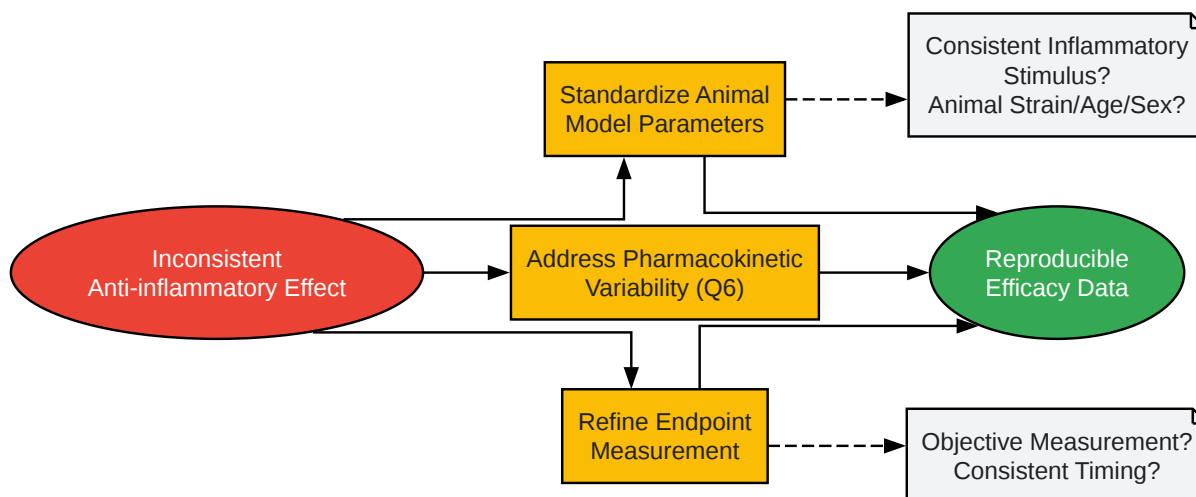 Consistent Inflammatory
Stimulus?
Animal Strain/Age/Sex?
Standardize Animal
Model Parameters
Inconsistent
Anti-inflammatory Effect
Address Pharmacokinetic
Variability (Q6)
Reproducible
Efficacy Data
Refine Endpoint
Measurement
Objective Measurement?
Consistent Timing?